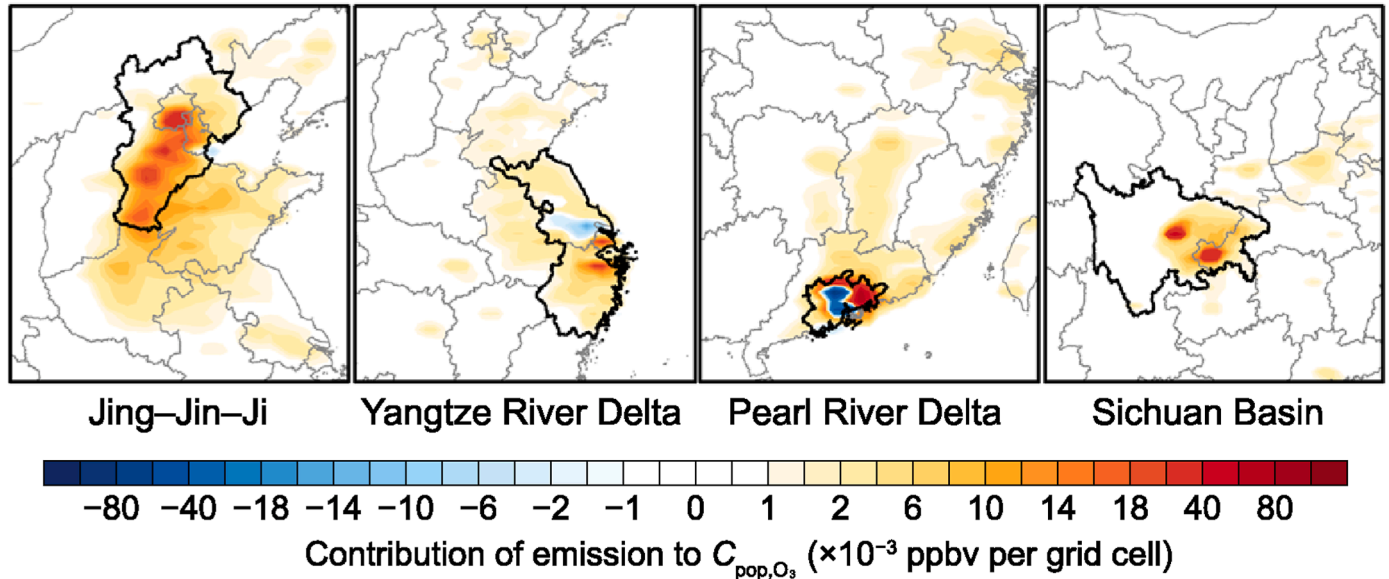 Jing–Jin–Ji Yangtze River Delta Pearl River Delta Sichuan Basin
−80 −40 −18 −14 −10 −6 −2 −1 0 1 2 6 10 14 18 40 80
Contribution of emission to Cpop,O₃ (×10⁻³ ppbv per grid cell)